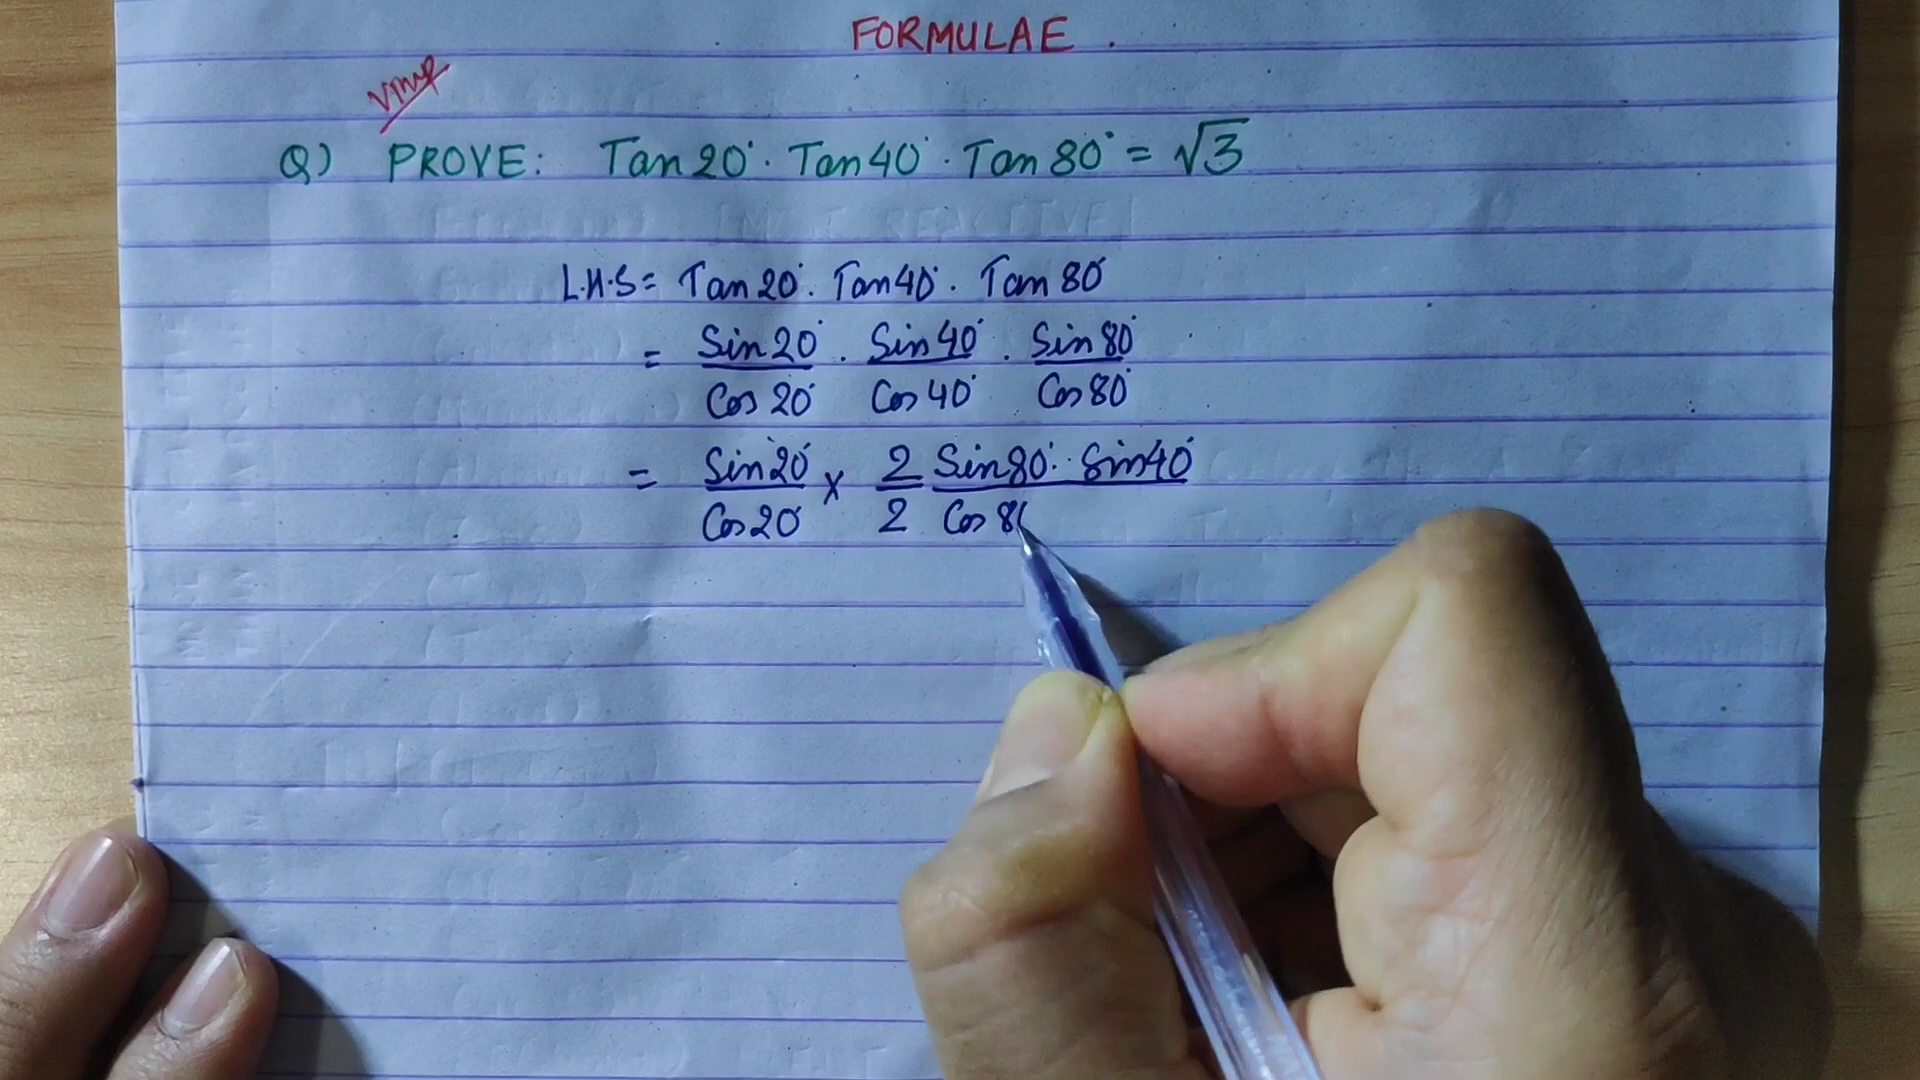 FORMULAE.
VImp
Q) PROVE: Tan 20° · Tan 40° · Tan 80° = √3
L.H.S = Tan 20° . Tan 40° . Tan 80°
= Sin 20°/Cos 20° . Sin 40°/Cos 40° . Sin 80°/Cos 80°
= Sin 20°/Cos 20° × 2/2 Sin 80° · Sin 40°/Cos 8